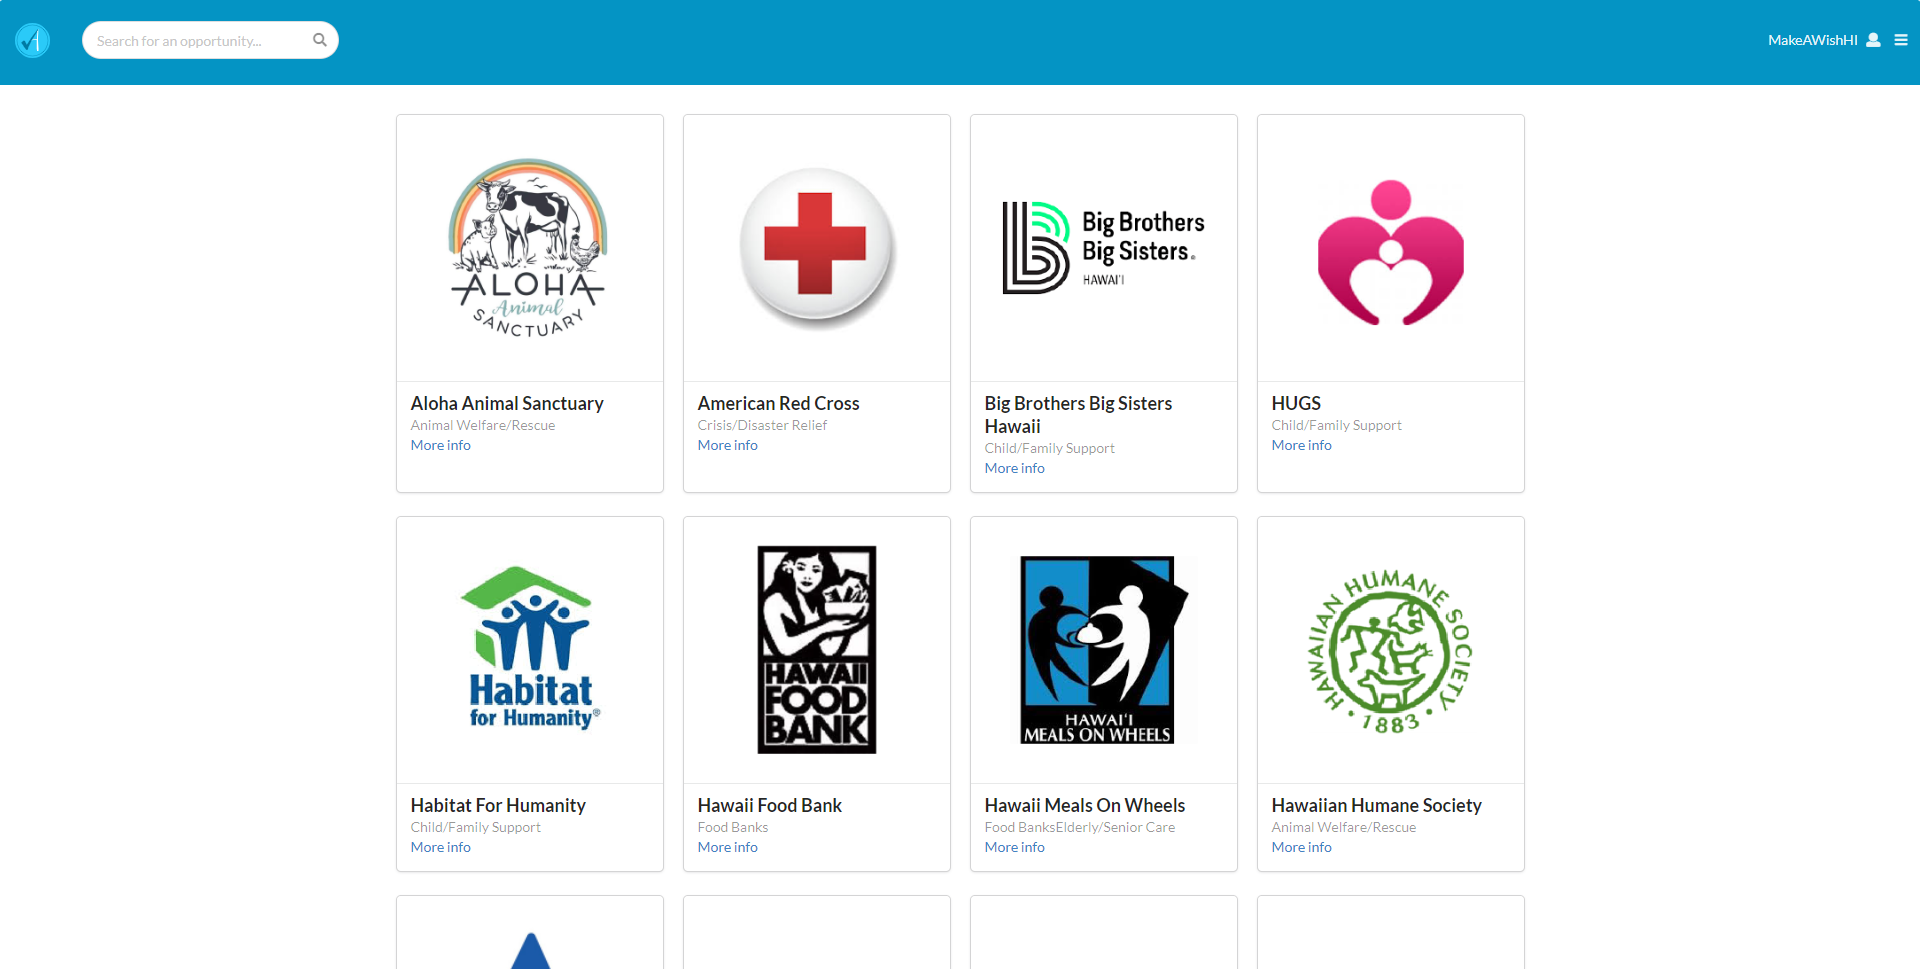 Search for an opportunity...
MakeAWishHI
ALOHA
Animal
SANCTUARY
Big Brothers
Big Sisters.
HAWAI'I
Aloha Animal Sanctuary
Animal Welfare/Rescue
More info
American Red Cross
Crisis/Disaster Relief
More info
Big Brothers Big Sisters
Hawaii
Child/Family Support
More info
HUGS
Child/Family Support
More info
Habitat
for Humanity®
HAWAII
FOOD
BANK
HAWAI'I
MEALS ON WHEELS
HAWAIIAN HUMANE SOCIETY
• 1883 •
Habitat For Humanity
Child/Family Support
More info
Hawaii Food Bank
Food Banks
More info
Hawaii Meals On Wheels
Food BanksElderly/Senior Care
More info
Hawaiian Humane Society
Animal Welfare/Rescue
More info